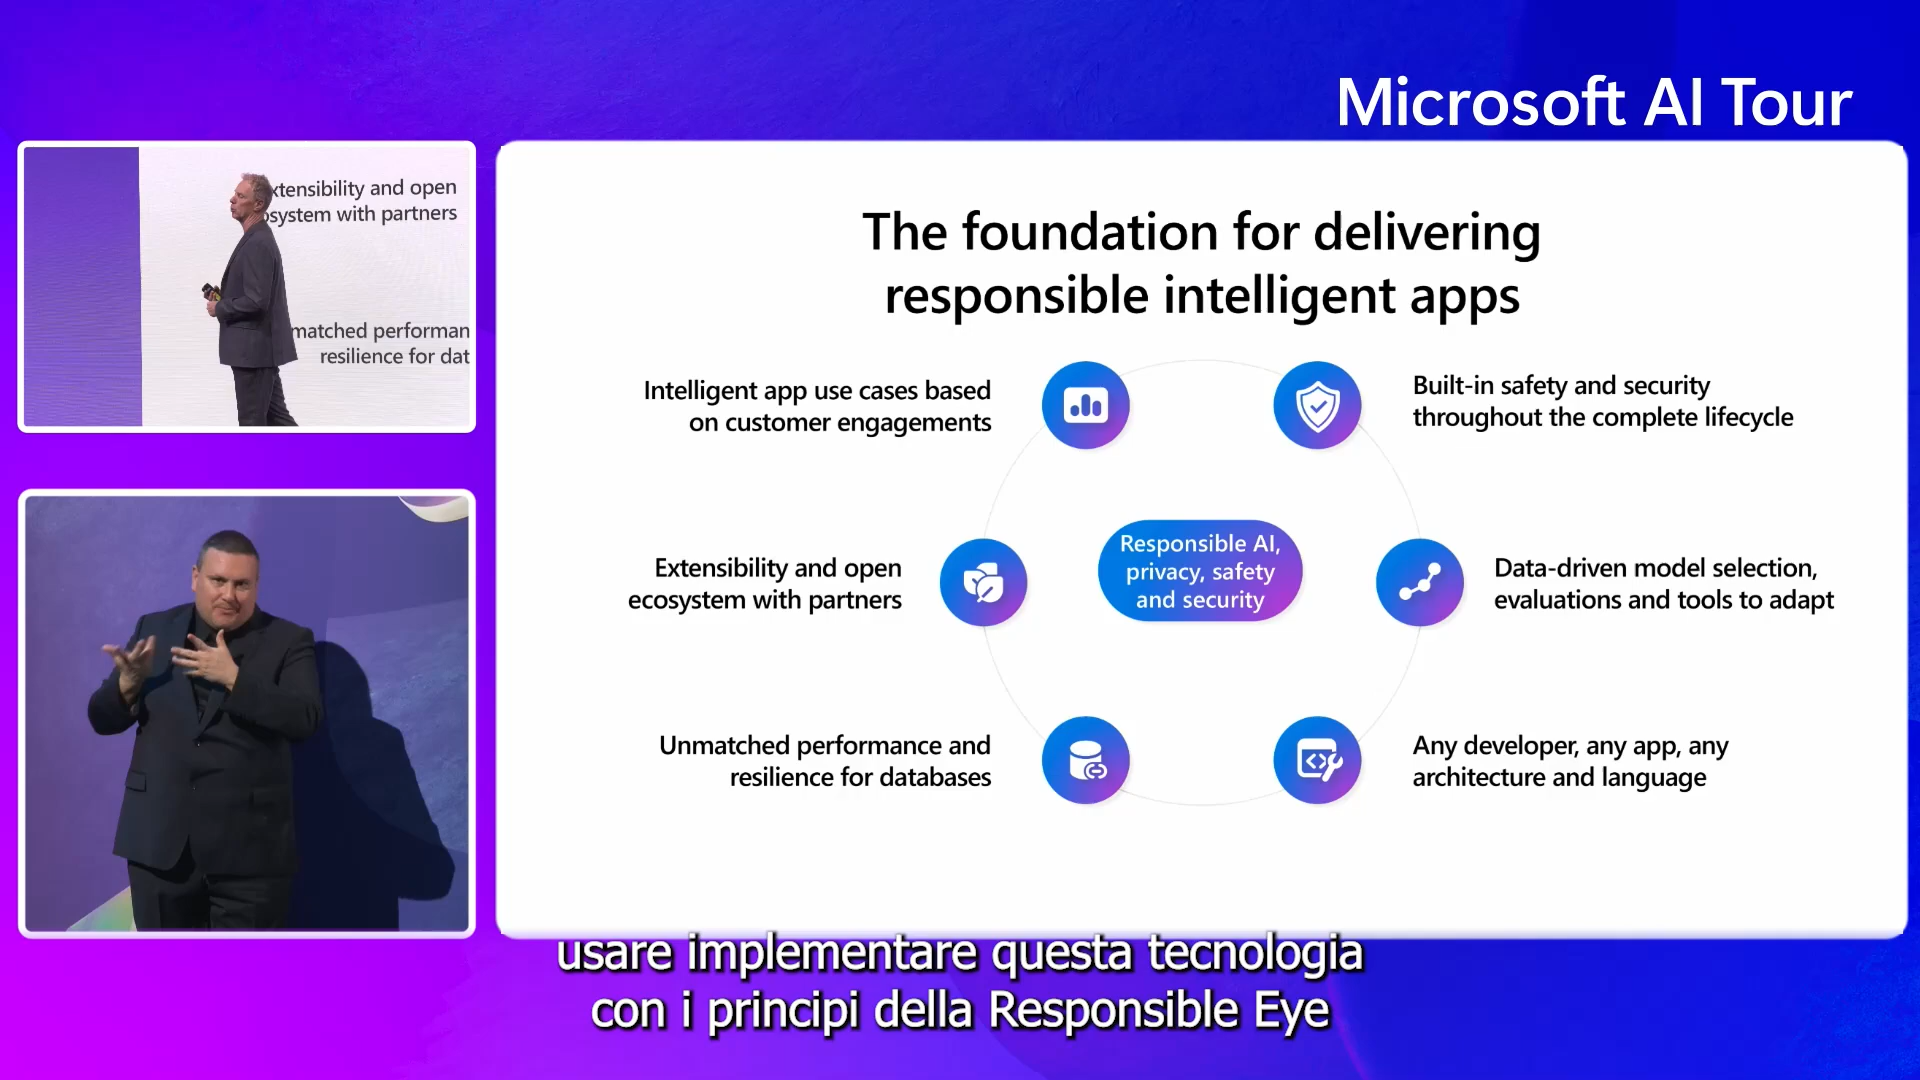 Microsoft AI Tour
xtensibility and open
osystem with partners
matched performan
resilience for dat
The foundation for delivering
responsible intelligent apps
Intelligent app use cases based
on customer engagements
Built-in safety and security
throughout the complete lifecycle
Extensibility and open
ecosystem with partners
Responsible AI,
privacy, safety
and security
Data-driven model selection,
evaluations and tools to adapt
Unmatched performance and
resilience for databases
Any developer, any app, any
architecture and language
usare implementare questa tecnologia
con i principi della Responsible Eye